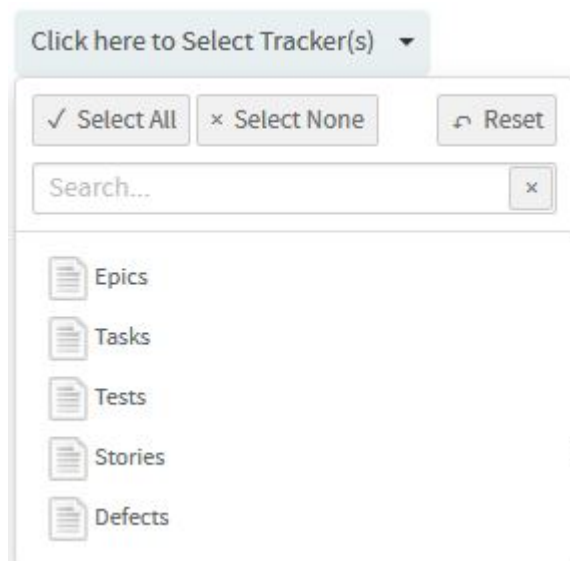 Click here to Select Tracker(s)
✓ Select All × Select None Reset
Search... ×
Epics
Tasks
Tests
Stories
Defects